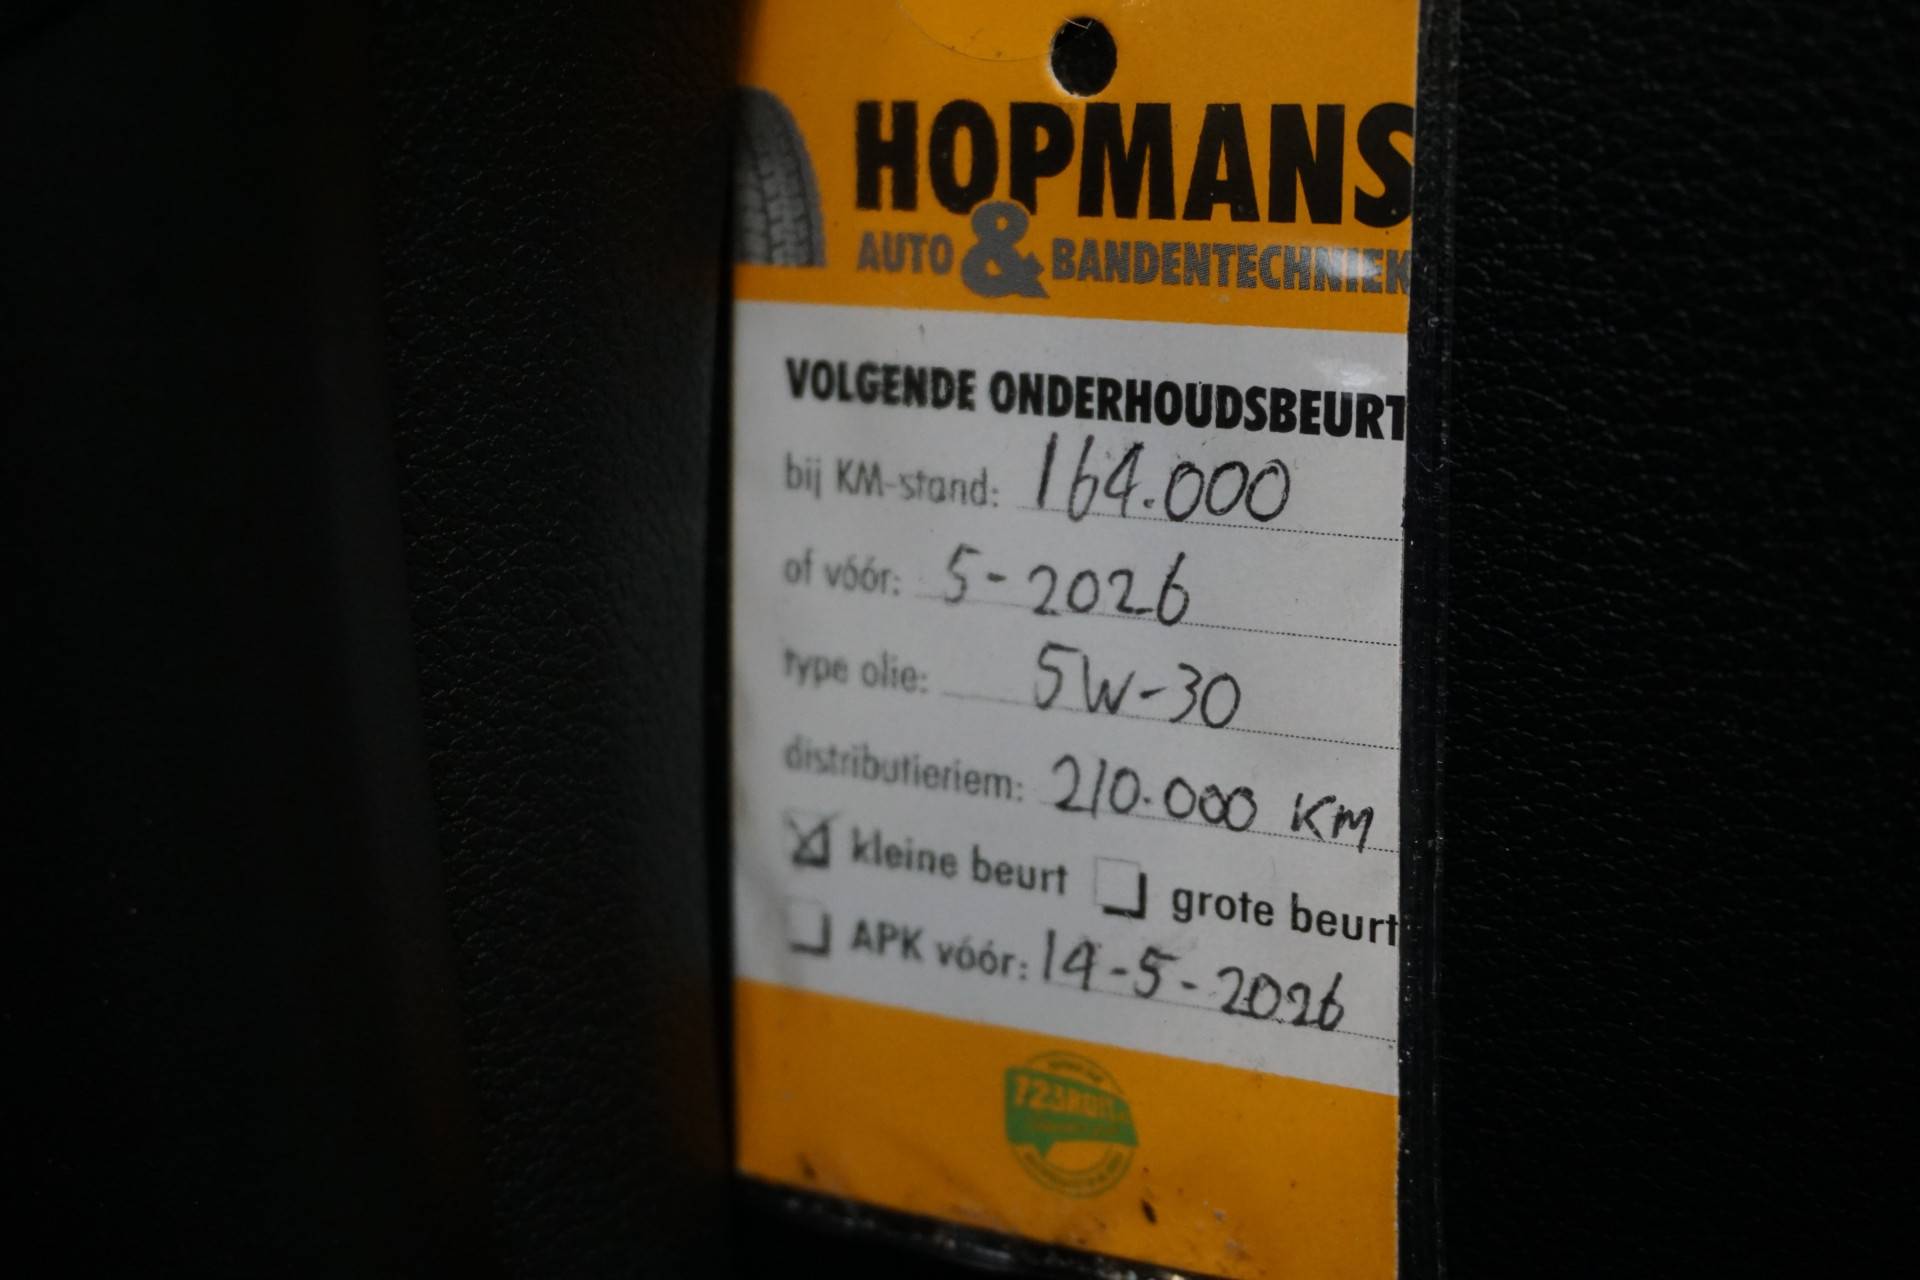 HOPMANS
AUTO & BANDENTECHNIEK
VOLGENDE ONDERHOUDSBEURT
bij KM-stand: 164.000
of vóór: 5-2026
type olie: 5W-30
distributieriem: 210.000 KM
kleine beurt grote beurt
APK vóór: 14-5-2026